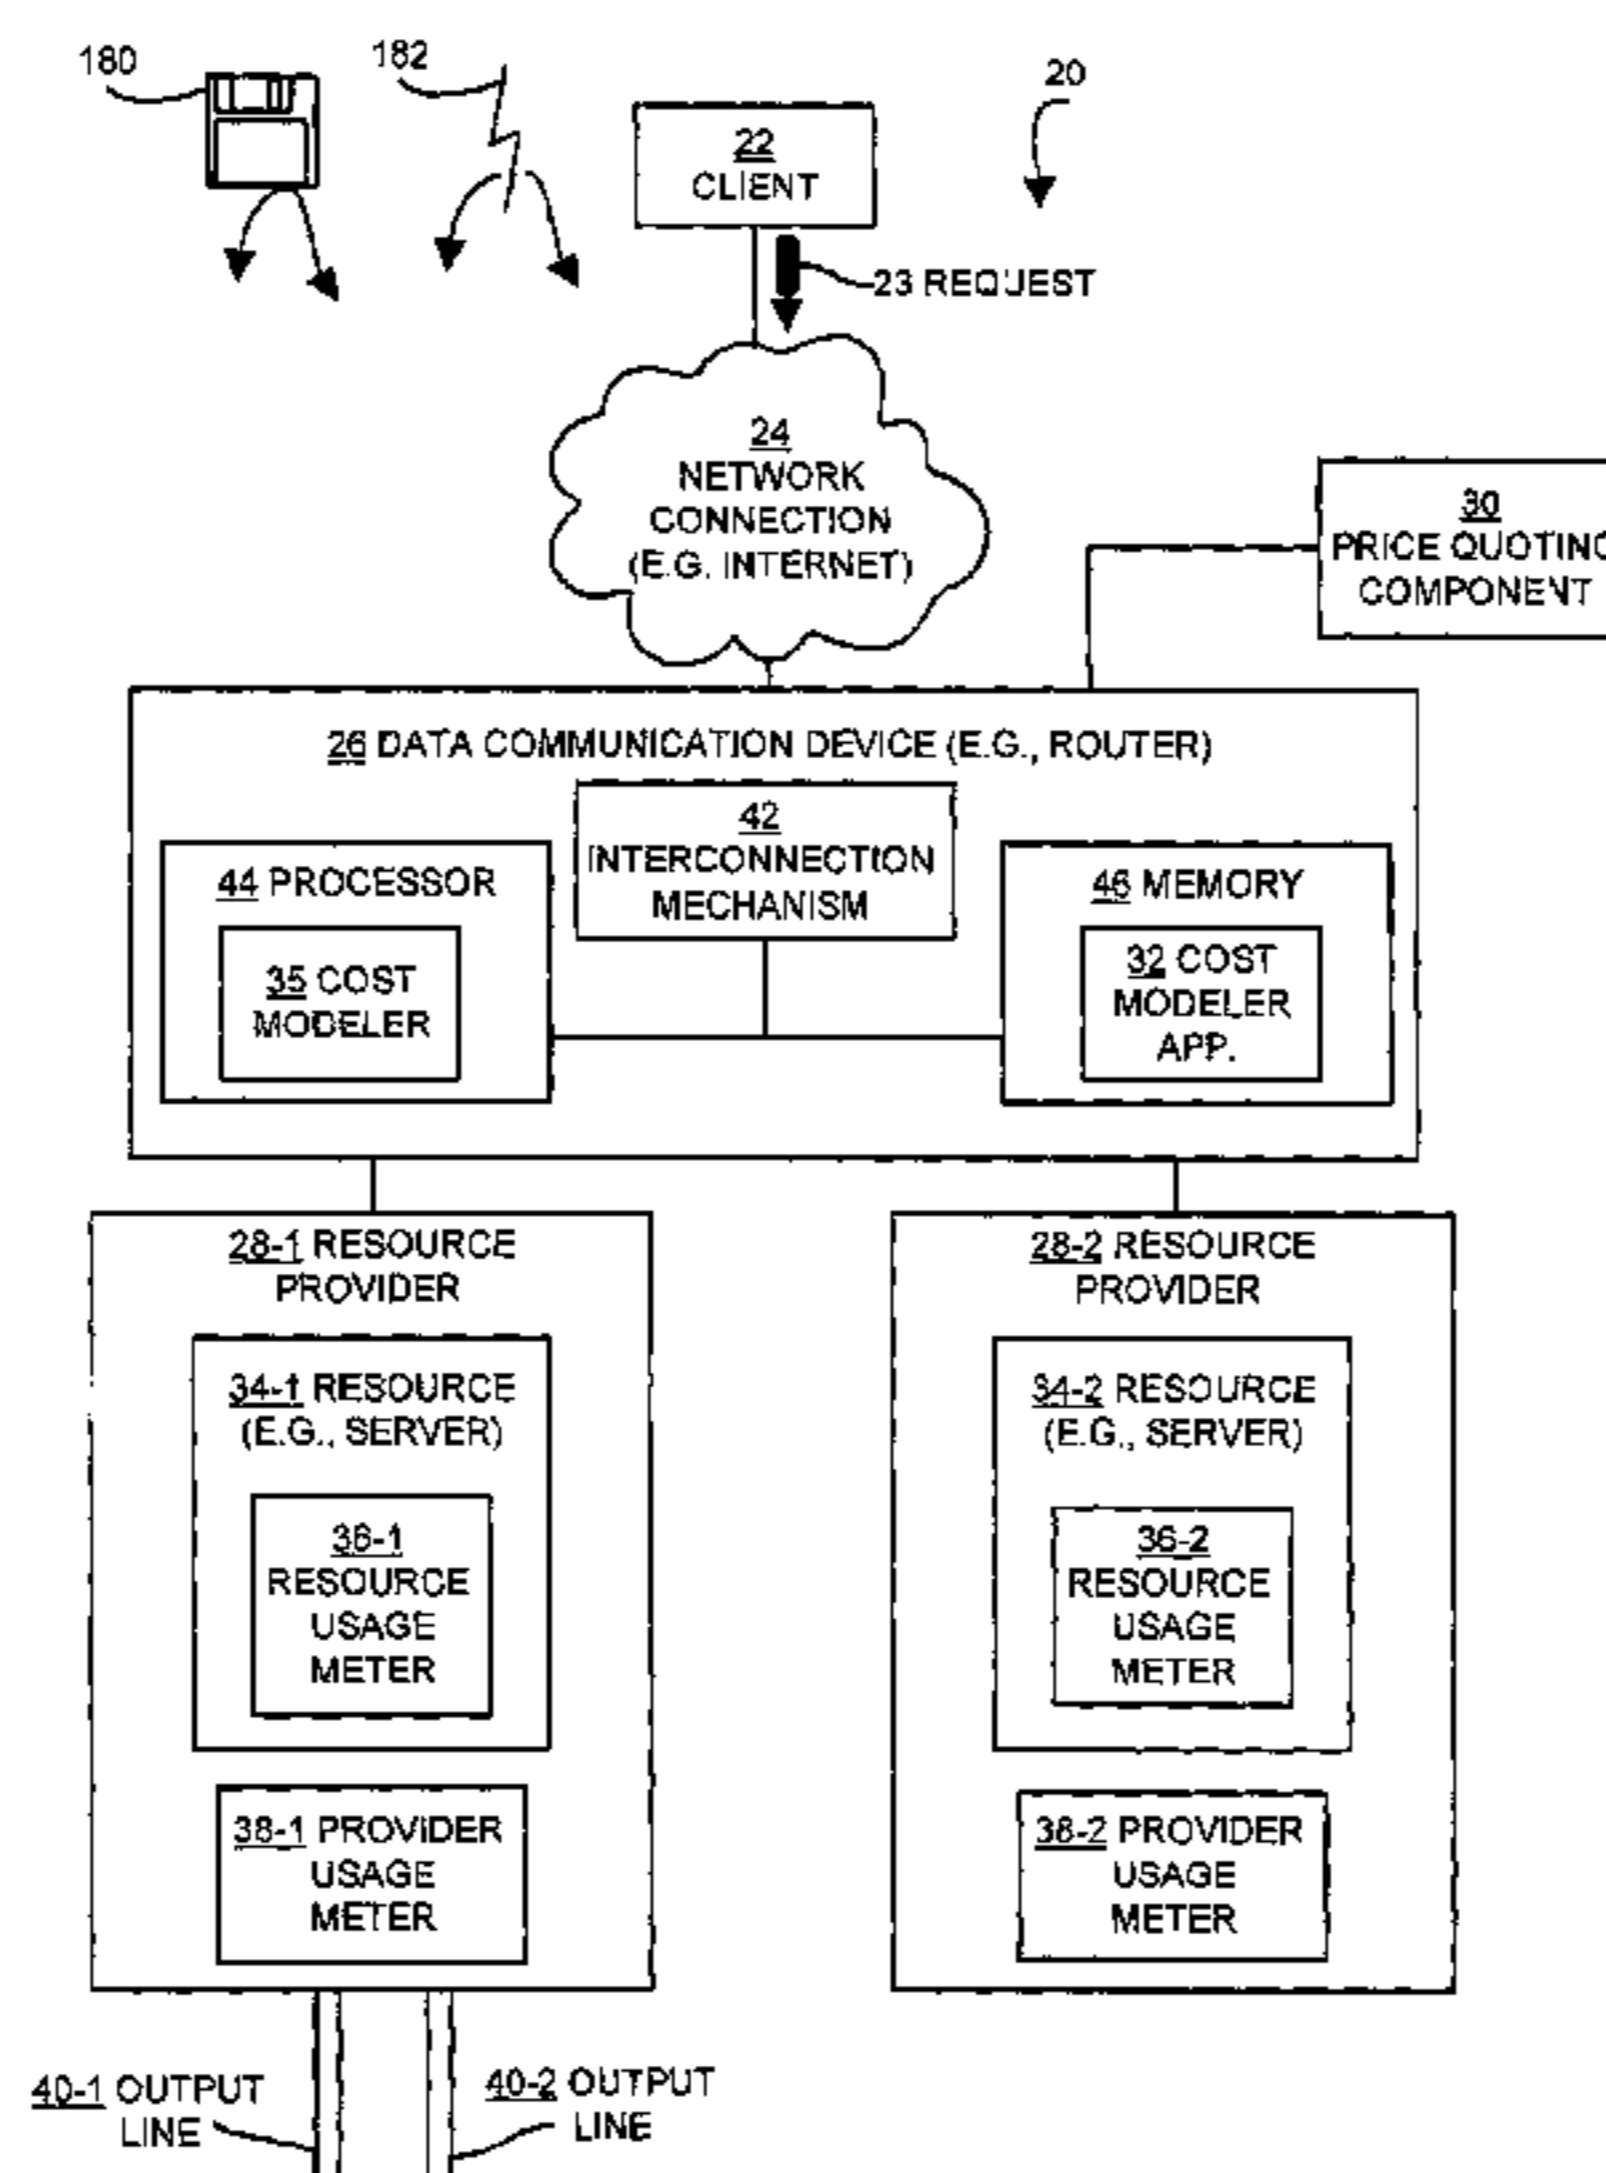 180
182
20
22
CLIENT
23 REQUEST
24
NETWORK
CONNECTION
(E.G. INTERNET)
30
PRICE QUOTING
COMPONENT
26 DATA COMMUNICATION DEVICE (E.G., ROUTER)
42
INTERCONNECTION
MECHANISM
44 PROCESSOR
35 COST
MODELER
46 MEMORY
32 COST
MODELER
APP.
28-1 RESOURCE
PROVIDER
34-1 RESOURCE
(E.G., SERVER)
36-1
RESOURCE
USAGE
METER
38-1 PROVIDER
USAGE
METER
28-2 RESOURCE
PROVIDER
34-2 RESOURCE
(E.G., SERVER)
36-2
RESOURCE
USAGE
METER
38-2 PROVIDER
USAGE
METER
40-1 OUTPUT
LINE
40-2 OUTPUT
LINE